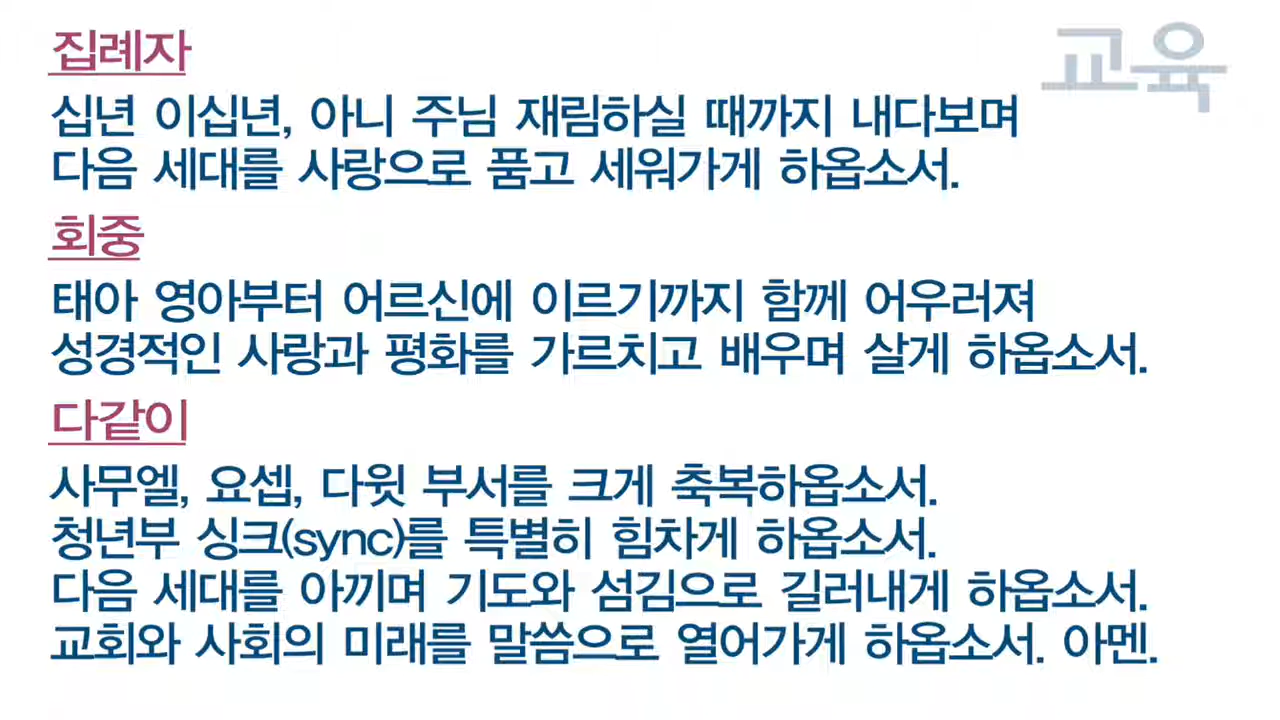 교육
집례자
십년 이십년, 아니 주님 재림하실 때까지 내다보며
다음 세대를 사랑으로 품고 세워가게 하옵소서.
회중
태아 영아부터 어르신에 이르기까지 함께 어우러져
성경적인 사랑과 평화를 가르치고 배우며 살게 하옵소서.
다같이
사무엘, 요셉, 다윗 부서를 크게 축복하옵소서.
청년부 싱크(sync)를 특별히 힘차게 하옵소서.
다음 세대를 아끼며 기도와 섬김으로 길러내게 하옵소서.
교회와 사회의 미래를 말씀으로 열어가게 하옵소서. 아멘.